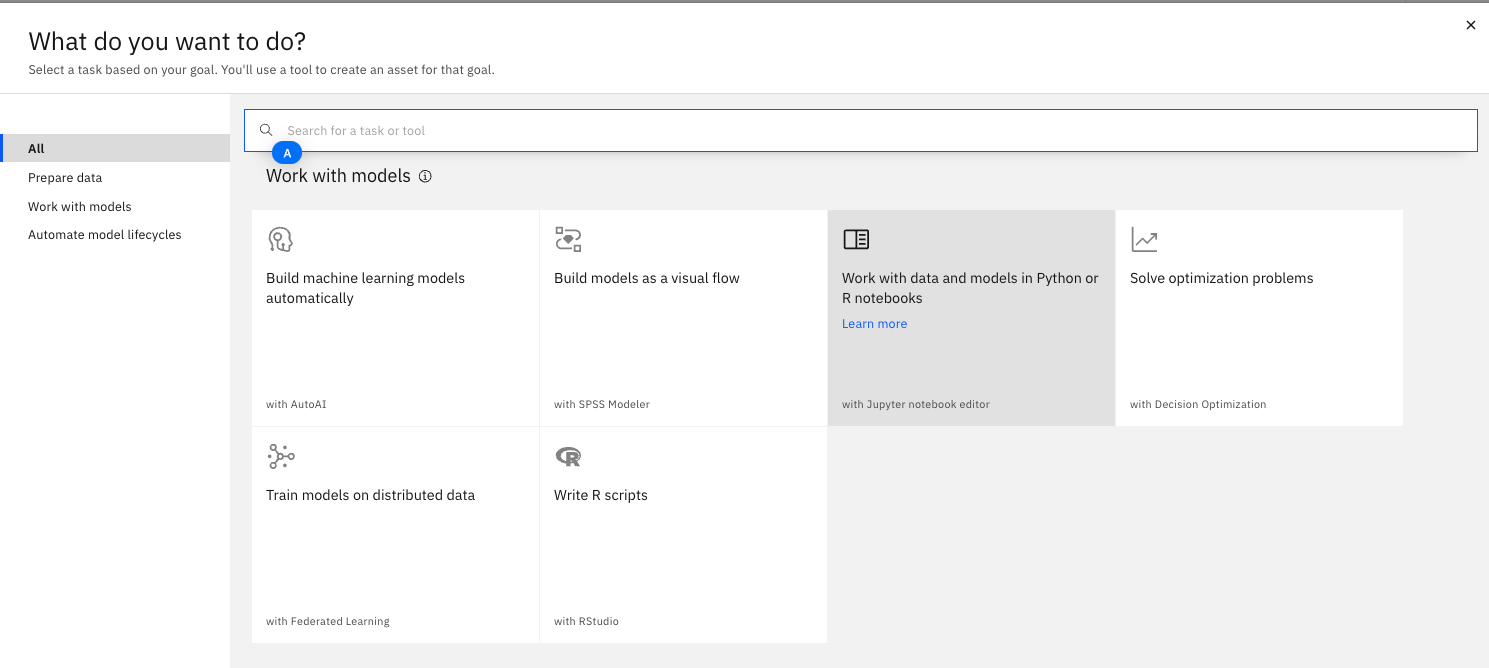 What do you want to do?
Select a task based on your goal. You'll use a tool to create an asset for that goal.
All
Prepare data
Work with models
Automate model lifecycles
Search for a task or tool
A
Work with models
Build machine learning models
automatically
with AutoAI
Build models as a visual flow
with SPSS Modeler
Work with data and models in Python or
R notebooks
Learn more
with Jupyter notebook editor
Solve optimization problems
with Decision Optimization
Train models on distributed data
with Federated Learning
Write R scripts
with RStudio